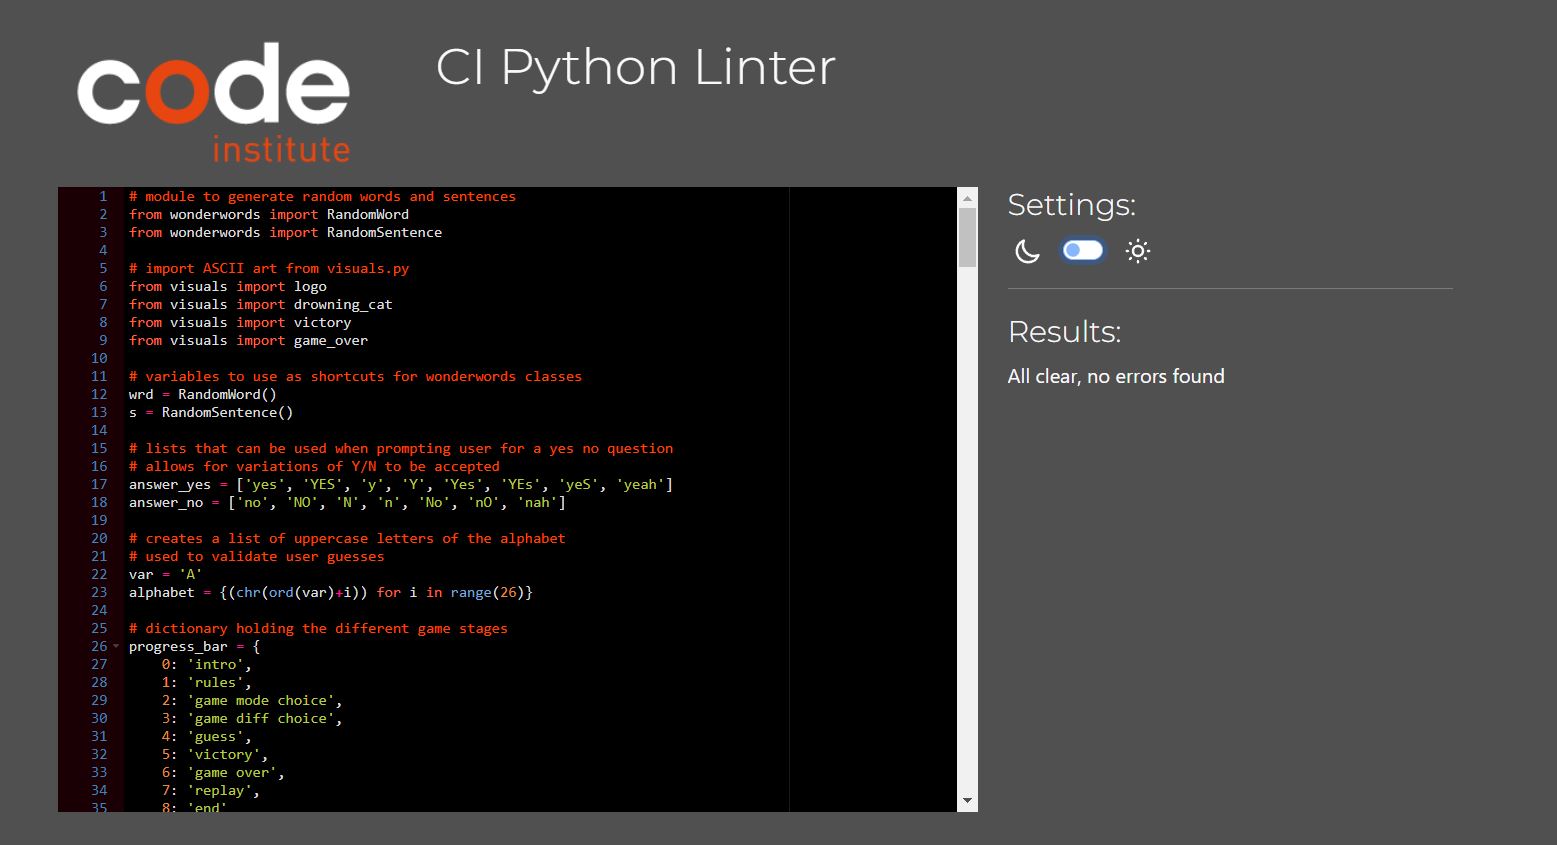 code
institute
CI Python Linter
1 # module to generate random words and sentences
2 from wonderwords import RandomWord
3 from wonderwords import RandomSentence
4
5 # import ASCII art from visuals.py
6 from visuals import logo
7 from visuals import drowning_cat
8 from visuals import victory
9 from visuals import game_over
10
11 # variables to use as shortcuts for wonderwords classes
12 wrd = RandomWord()
13 s = RandomSentence()
14
15 # lists that can be used when prompting user for a yes no question
16 # allows for variations of Y/N to be accepted
17 answer_yes = ['yes', 'YES', 'y', 'Y', 'Yes', 'YEs', 'yeS', 'yeah']
18 answer_no = ['no', 'NO', 'N', 'n', 'No', 'nO', 'nah']
19
20 # creates a list of uppercase letters of the alphabet
21 # used to validate user guesses
22 var = 'A'
23 alphabet = {(chr(ord(var)+i)) for i in range(26)}
24
25 # dictionary holding the different game stages
26 progress_bar = {
27     0: 'intro',
28     1: 'rules',
29     2: 'game mode choice',
30     3: 'game diff choice',
31     4: 'guess',
32     5: 'victory',
33     6: 'game over',
34     7: 'replay',
35     8: 'end'
Settings:
Results:
All clear, no errors found